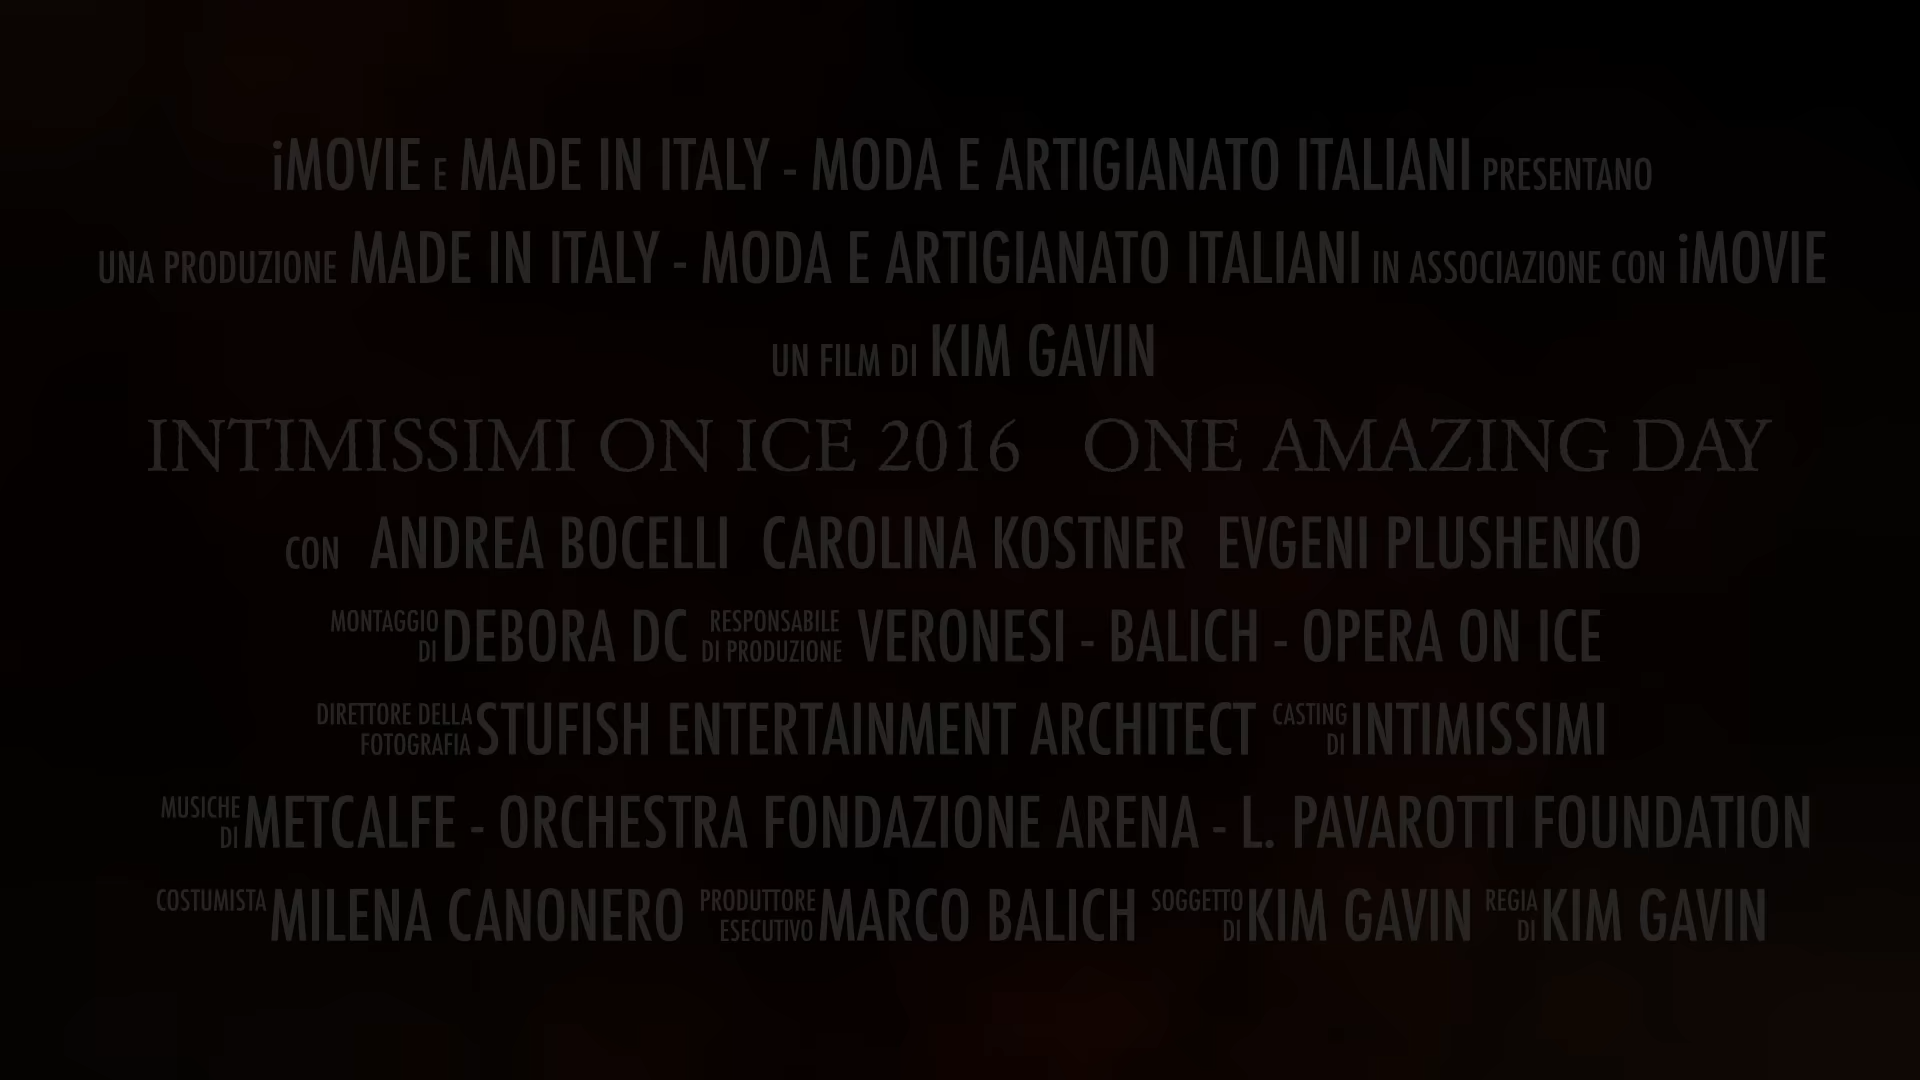 iMOVIE E MADE IN ITALY - MODA E ARTIGIANATO ITALIANI PRESENTANO
UNA PRODUZIONE MADE IN ITALY - MODA E ARTIGIANATO ITALIANI IN ASSOCIAZIONE CON iMOVIE
UN FILM DI KIM GAVIN
INTIMISSIMI ON ICE 2016 ONE AMAZING DAY
CON ANDREA BOCELLI CAROLINA KOSTNER EVGENI PLUSHENKO
MONTAGGIO DI DEBORA DC RESPONSABILE DI PRODUZIONE VERONESI - BALICH - OPERA ON ICE
DIRETTORE DELLA FOTOGRAFIA STUFISH ENTERTAINMENT ARCHITECT CASTING DI INTIMISSIMI
MUSICHE DI METCALFE - ORCHESTRA FONDAZIONE ARENA - L. PAVAROTTI FOUNDATION
COSTUMISTA MILENA CANONERO PRODUTTORE ESECUTIVO MARCO BALICH SOGGETTO DI KIM GAVIN REGIA DI KIM GAVIN